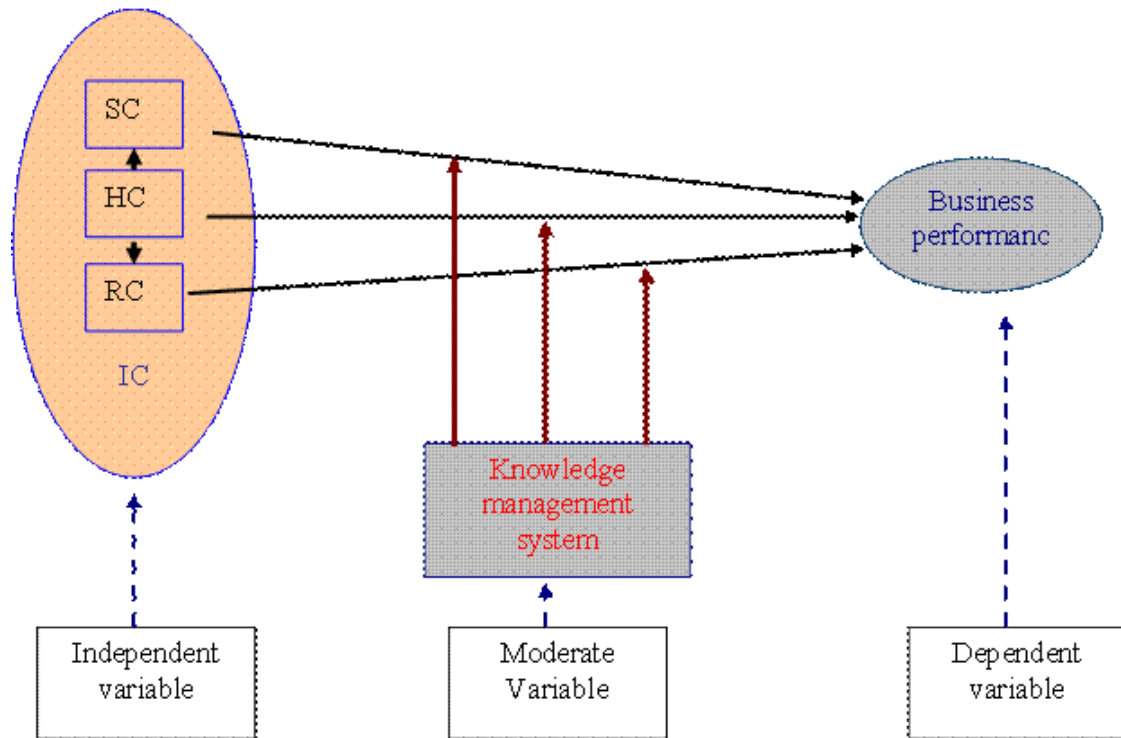 SC
HC
RC
IC
Business
performanc
Knowledge
management
system
Independent
variable
Moderate
Variable
Dependent
variable